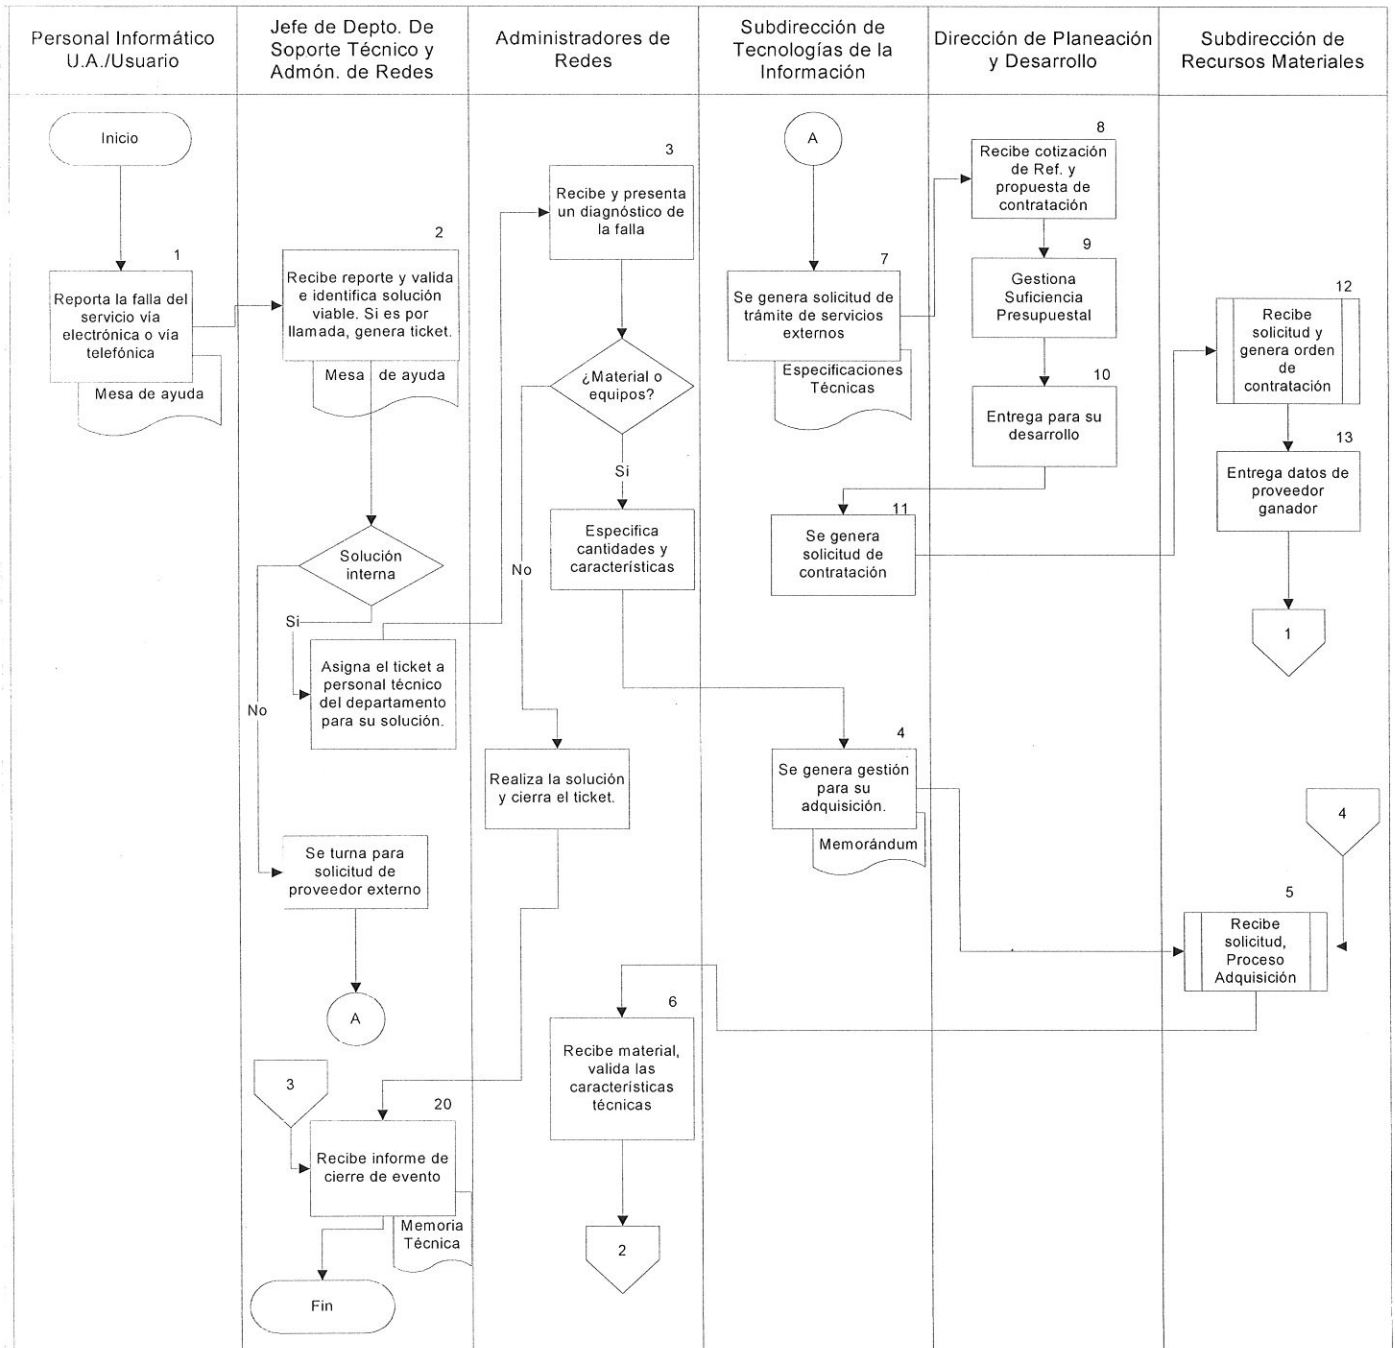 Personal Informático
U.A./Usuario
Jefe de Depto. De
Soporte Técnico y
Admón. de Redes
Administradores de
Redes
Subdirección de
Tecnologías de la
Información
Dirección de Planeación
y Desarrollo
Subdirección de
Recursos Materiales
Inicio
1
Reporta la falla del
servicio vía
electrónica o vía
telefónica
Mesa de ayuda
2
Recibe reporte y valida
e identifica solución
viable. Si es por
llamada, genera ticket.
Mesa de ayuda
Solución
interna
Si
No
Asigna el ticket a
personal técnico
del departamento
para su solución.
Se turna para
solicitud de
proveedor externo
A
3
20
Recibe informe de
cierre de evento
Memoria
Técnica
Fin
3
Recibe y presenta
un diagnóstico de
la falla
¿Material o
equipos?
Si
No
Especifica
cantidades y
características
Realiza la solución
y cierra el ticket.
6
Recibe material,
valida las
características
técnicas
2
A
7
Se genera solicitud de
trámite de servicios
externos
Especificaciones
Técnicas
11
Se genera
solicitud de
contratación
4
Se genera gestión
para su
adquisición.
Memorándum
8
Recibe cotización
de Ref. y
propuesta de
contratación
9
Gestiona
Suficiencia
Presupuestal
10
Entrega para su
desarrollo
12
Recibe
solicitud y
genera orden
de
contratación
13
Entrega datos de
proveedor
ganador
1
4
5
Recibe
solicitud,
Proceso
Adquisición